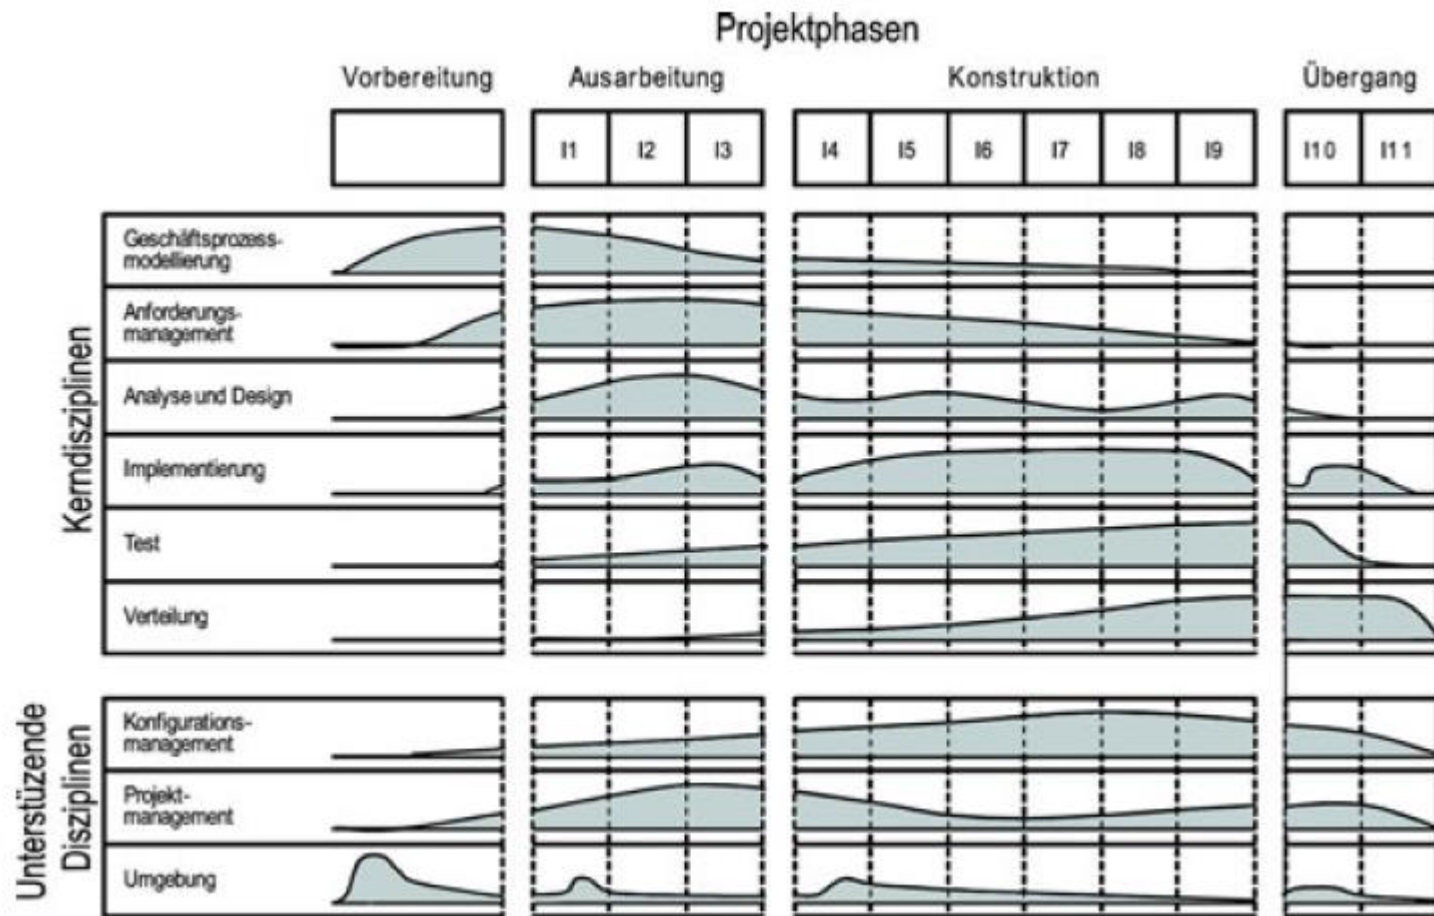 Projektphasen
Vorbereitung
Ausarbeitung
Konstruktion
Übergang
I1
I2
I3
I4
I5
I6
I7
I8
I9
I10
I11
Kerndisziplinen
Geschäftsprozess-
modellierung
Anforderungs-
management
Analyse und Design
Implementierung
Test
Verteilung
Unterstüzende
Disziplinen
Konfigurations-
management
Projekt-
management
Umgebung